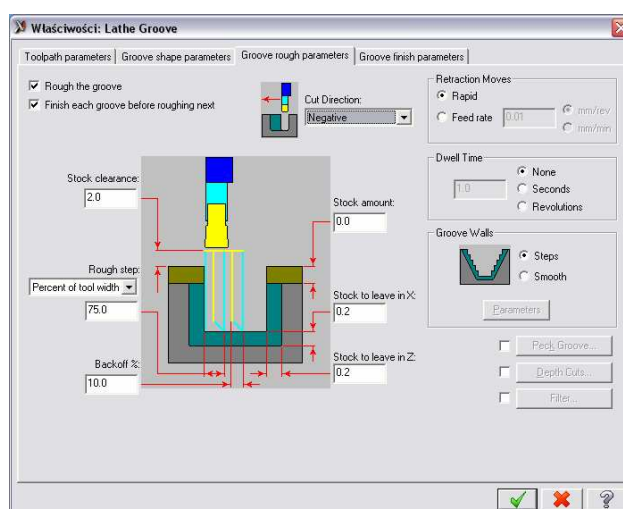 Właściwości: Lathe Groove
Toolpath parameters | Groove shape parameters | Groove rough parameters | Groove finish parameters
Rough the groove
Finish each groove before roughing next
Cut Direction:
Negative
Stock clearance:
2.0
Rough step:
Percent of tool width
75.0
Backoff %:
10.0
Stock amount:
0.0
Stock to leave in X:
0.2
Stock to leave in Z:
0.2
Retraction Moves
Rapid
Feed rate 0.01 mm/rev
mm/min
Dwell Time
None
1.0 Seconds
Revolutions
Groove Walls
Steps
Smooth
Parameters
Peck Groove...
Depth Cuts...
Filter...